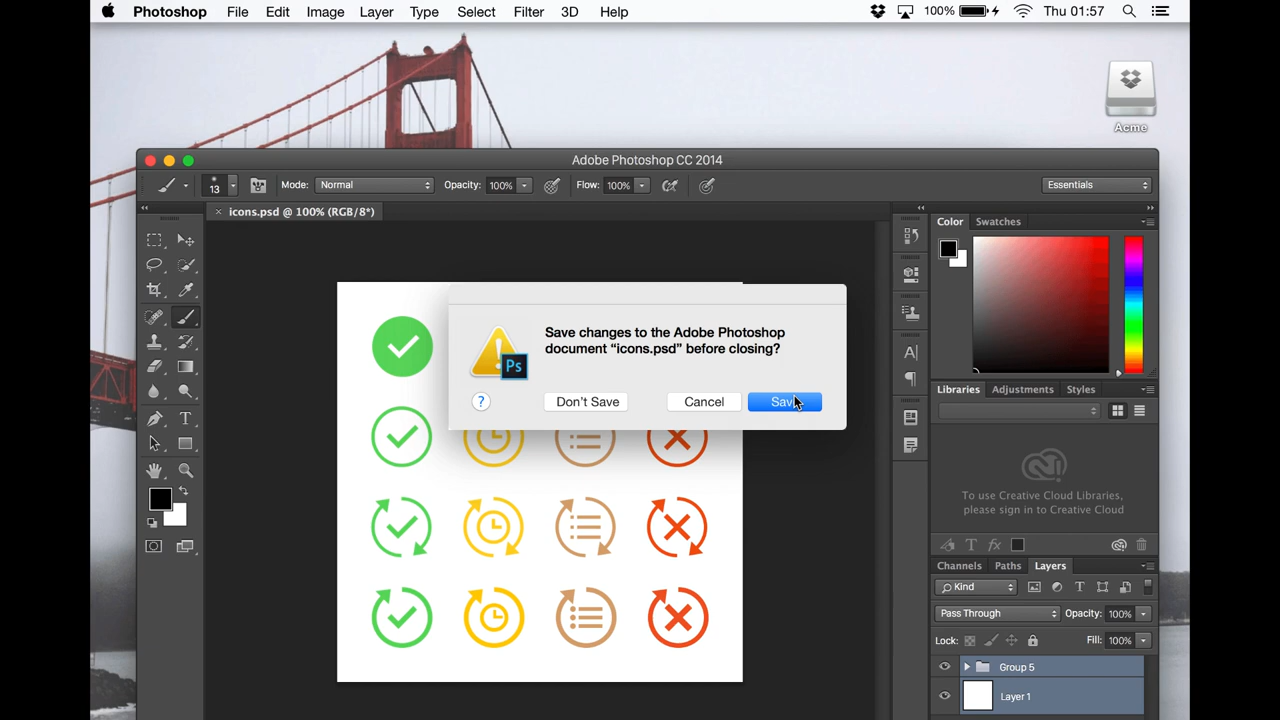 Photoshop File Edit Image Layer Type Select Filter 3D Help 100% Thu 01:57
Acme
Adobe Photoshop CC 2014
13 Mode: Normal Opacity: 100% Flow: 100% Essentials
× icons.psd @ 100% (RGB/8*)
Color Swatches
Save changes to the Adobe Photoshop
document “icons.psd” before closing?
Ps
? Don't Save Cancel Save
Libraries Adjustments Styles
To use Creative Cloud Libraries,
please sign in to Creative Cloud
Channels Paths Layers
Kind
Pass Through Opacity: 100%
Lock: Fill: 100%
Group 5
Layer 1